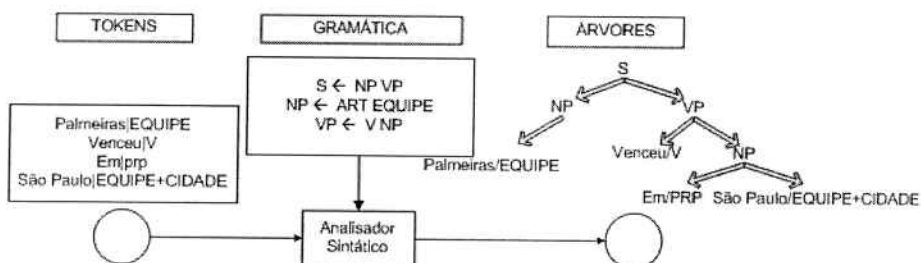 TOKENS
GRAMÁTICA
ÁRVORES
Palmeiras|EQUIPE
Venceu|V
Em|prp
São Paulo|EQUIPE+CIDADE
S ← NP VP
NP ← ART EQUIPE
VP ← V NP
Analisador
Sintático
S
NP VP
Palmeiras/EQUIPE Venceu/V NP
Em/PRP São Paulo/EQUIPE+CIDADE